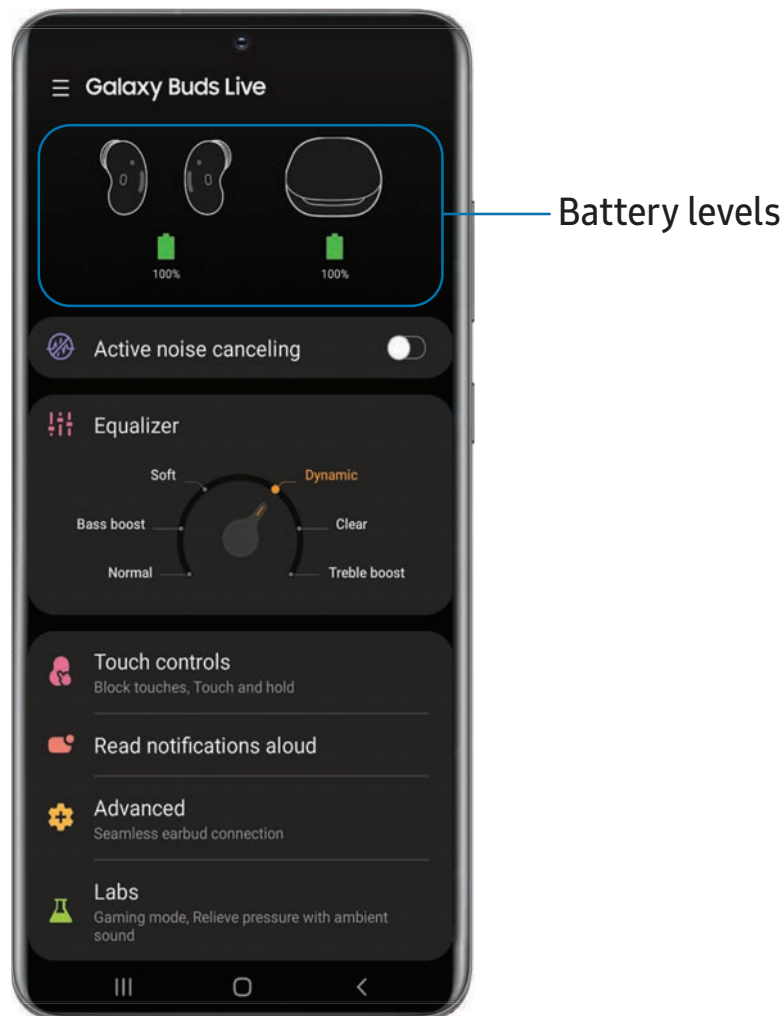 Galaxy Buds Live
Battery levels
100%
100%
Active noise canceling
Equalizer
Soft
Dynamic
Bass boost
Clear
Normal
Treble boost
Touch controls
Block touches, Touch and hold
Read notifications aloud
Advanced
Seamless earbud connection
Labs
Gaming mode, Relieve pressure with ambient
sound